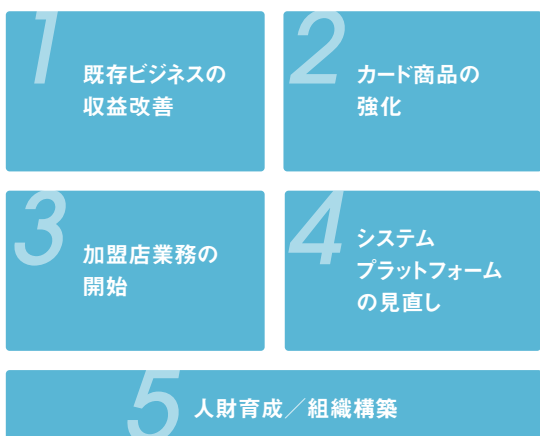 1
既存ビジネスの
収益改善
2
カード商品の
強化
3
加盟店業務の
開始
4
システム
プラットフォーム
の見直し
5
人財育成／組織構築